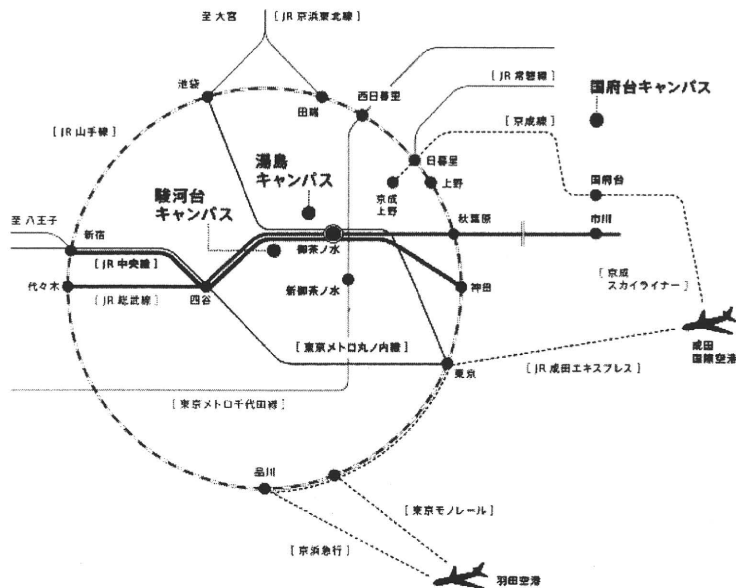 至 大宮
[ JR 京浜東北線 ]
池袋
田端
西日暮里
[ JR 常磐線 ]
国府台キャンパス
[ 京成線 ]
[ JR 山手線 ]
日暮里
湯島
キャンパス
上野
京成
上野
国府台
駿河台
キャンパス
至 八王子
新宿
秋葉原
市川
御茶ノ水
[ JR 中央線 ]
代々木
[ JR 総武線 ]
四谷
新御茶ノ水
神田
[ 京成
スカイライナー ]
[ 東京メトロ丸ノ内線 ]
東京
成田
国際空港
[ JR 成田エキスプレス ]
[ 東京メトロ千代田線 ]
品川
[ 東京モノレール ]
[ 京浜急行 ]
羽田空港